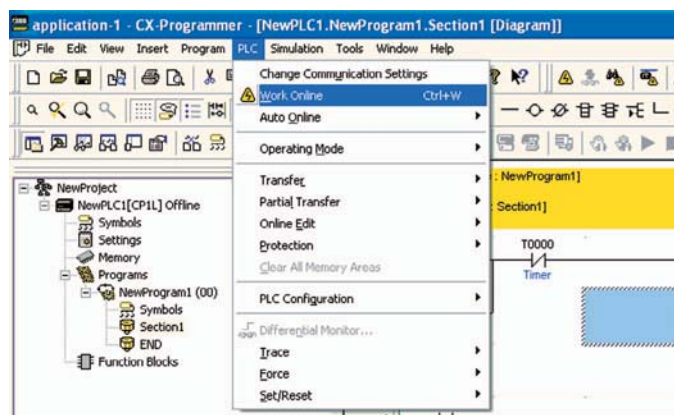 application-1 - CX-Programmer - [NewPLC1.NewProgram1.Section1 [Diagram]]
File Edit View Insert Program PLC Simulation Tools Window Help
Change Communication Settings
Work Online Ctrl+W
Auto Online
Operating Mode
Transfer
Partial Transfer
Online Edit
Protection
Clear All Memory Areas
PLC Configuration
Differential Monitor...
Trace
Force
Set/Reset
NewProject
NewPLC1[CP1L] Offline
Symbols
Settings
Memory
Programs
NewProgram1 (00)
Symbols
Section1
END
Function Blocks
: NewProgram1]
: Section1]
T0000
Timer